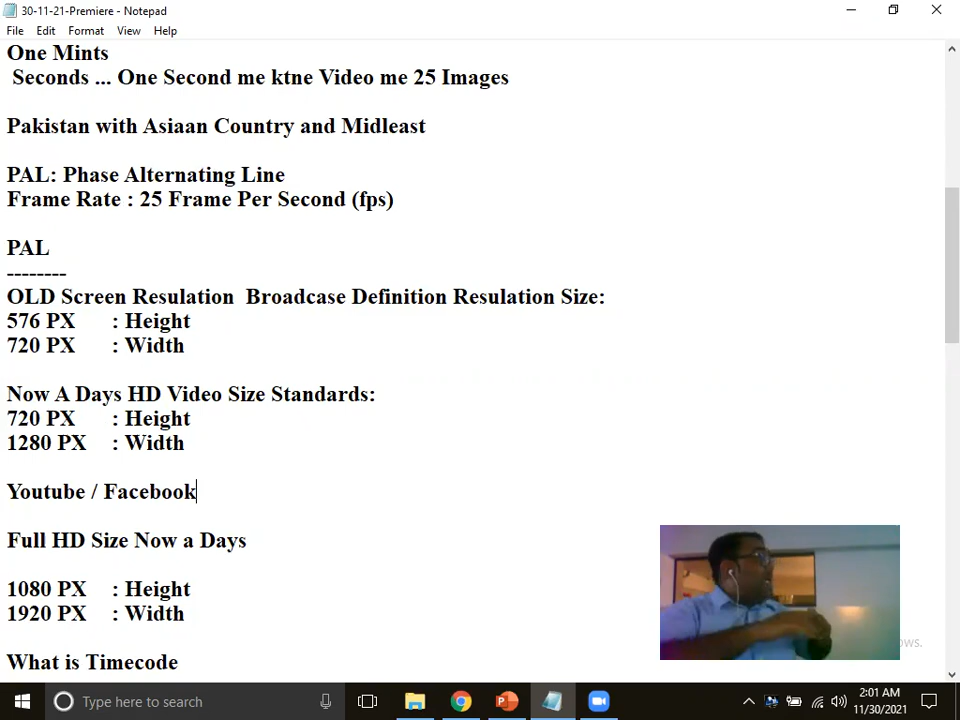 30-11-21-Premiere - Notepad
File Edit Format View Help
One Mints
Seconds ... One Second me ktne Video me 25 Images
Pakistan with Asiaan Country and Midleast
PAL: Phase Alternating Line
Frame Rate : 25 Frame Per Second (fps)
PAL
--------
OLD Screen Resulation  Broadcase Definition Resulation Size:
576 PX : Height
720 PX : Width
Now A Days HD Video Size Standards:
720 PX : Height
1280 PX : Width
Youtube / Facebook
Full HD Size Now a Days
1080 PX : Height
1920 PX : Width
What is Timecode
ows.
Type here to search
2:01 AM
11/30/2021